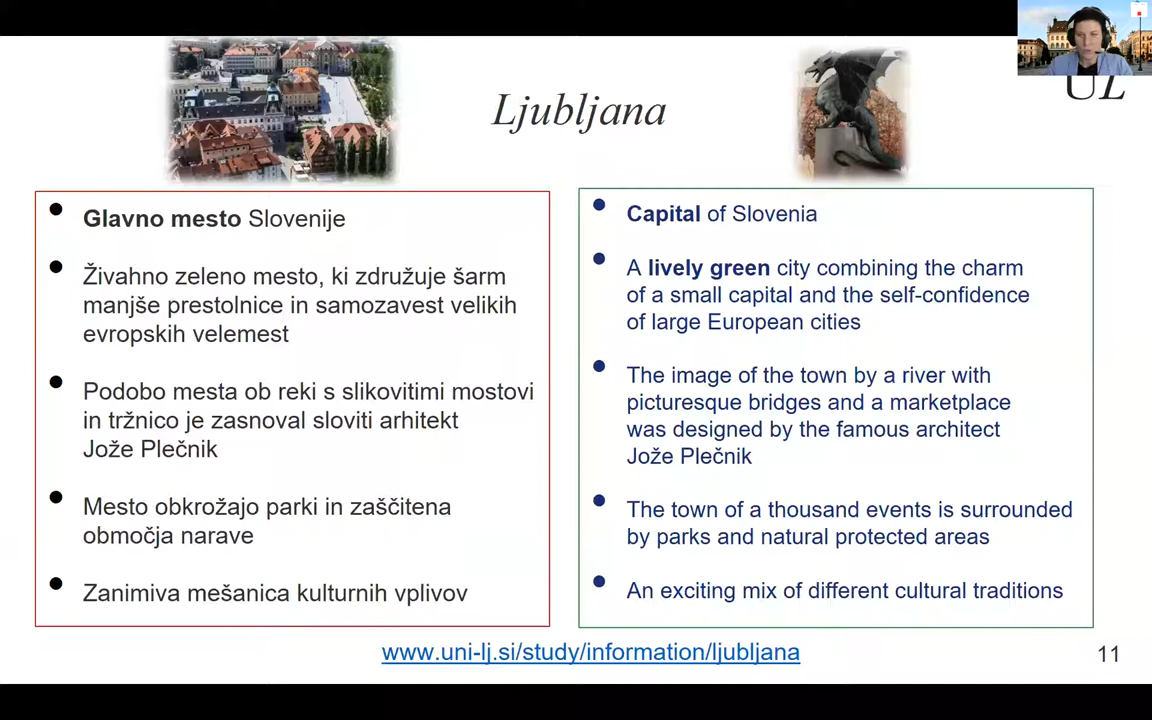 Ljubljana
UL
• Glavno mesto Slovenije
• Živahno zeleno mesto, ki združuje šarm
manjše prestolnice in samozavest velikih
evropskih velemest
• Podobo mesta ob reki s slikovitimi mostovi
in tržnico je zasnoval sloviti arhitekt
Jože Plečnik
• Mesto obkrožajo parki in zaščitena
območja narave
• Zanimiva mešanica kulturnih vplivov
• Capital of Slovenia
• A lively green city combining the charm
of a small capital and the self-confidence
of large European cities
• The image of the town by a river with
picturesque bridges and a marketplace
was designed by the famous architect
Jože Plečnik
• The town of a thousand events is surrounded
by parks and natural protected areas
• An exciting mix of different cultural traditions
www.uni-lj.si/study/information/ljubljana
11